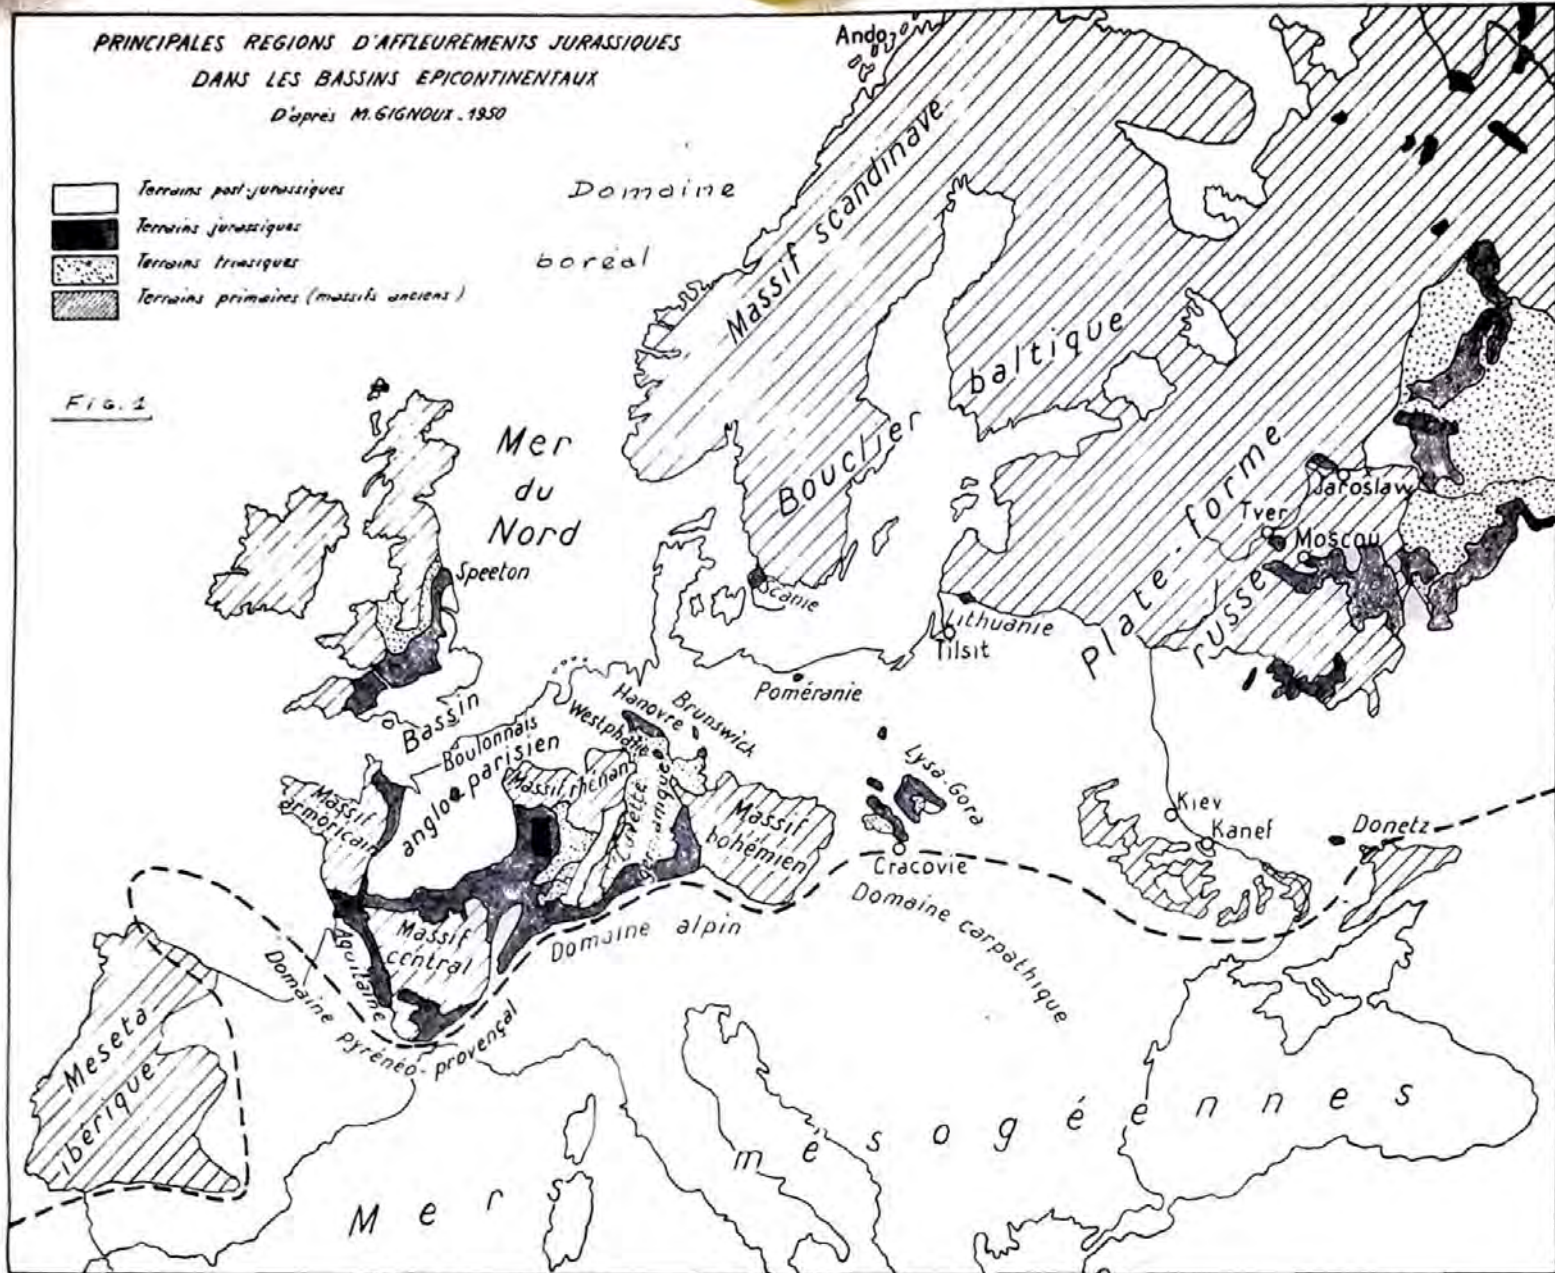 PRINCIPALES REGIONS D'AFFLEUREMENTS JURASSIQUES
DANS LES BASSINS EPICONTINENTAUX
D'après M. GIGNOUX. 1950
Terrains post-jurassiques
Terrains jurassiques
Terrains triasiques
Terrains primaires (massifs anciens)
FIG. 1
Domaine
boréal
Ando
Massif scandinave
Bouclier
baltique
Mer
du
Nord
Speeton
Scanie
Lithuanie
Tilsit
Poméranie
Plate-forme
russe
Jaroslaw
Tver
Moscou
Bassin
anglo-parisien
Boulonnais
Hanovre
Brunswick
Westphalie
Massif rhénan
Cuvette
germanique
Massif
armoricain
Massif
bohémien
Lysa-Gora
Cracovie
Kiev
Kanef
Donetz
Massif
central
Aquitaine
Domaine alpin
Domaine carpathique
Domaine pyrénéo-provençal
Meseta
ibérique
Mers mésogéennes